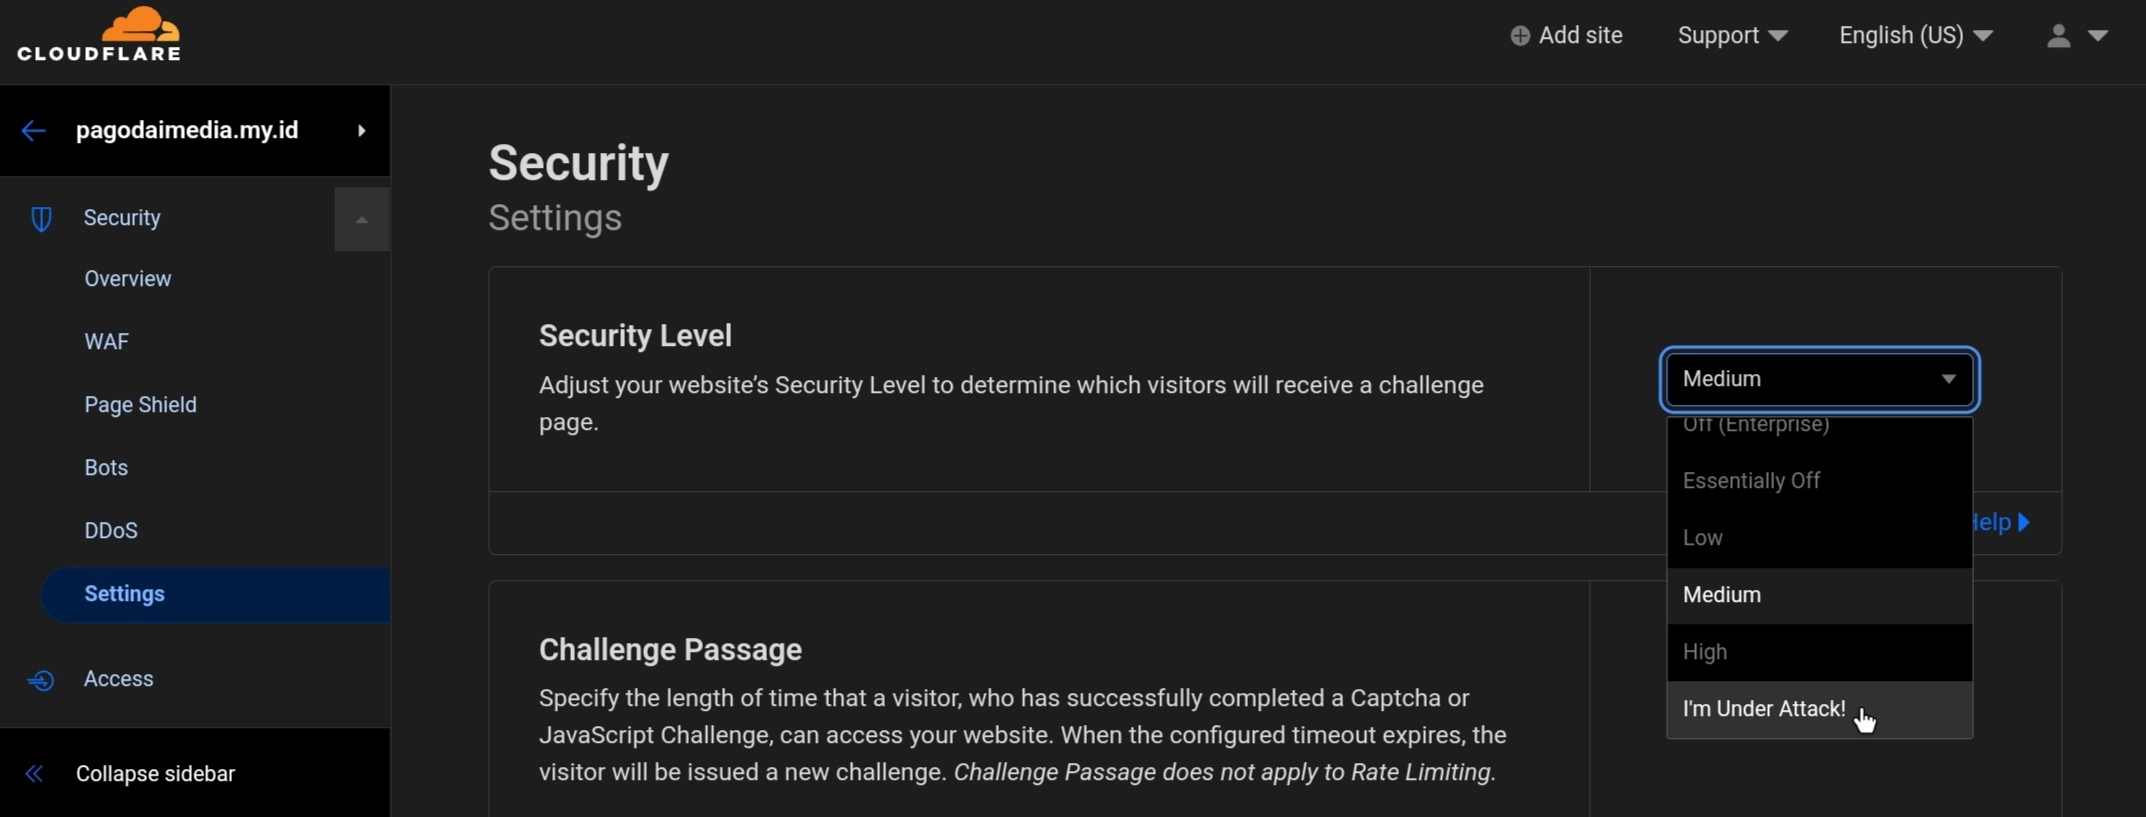 CLOUDFLARE
Add site
Support
English (US)
pagodaimedia.my.id
Security
Overview
WAF
Page Shield
Bots
DDoS
Settings
Access
Collapse sidebar
Security
Settings
Security Level
Adjust your website’s Security Level to determine which visitors will receive a challenge
page.
Medium
Off (Enterprise)
Essentially Off
Low
Medium
High
I'm Under Attack!
Help
Challenge Passage
Specify the length of time that a visitor, who has successfully completed a Captcha or
JavaScript Challenge, can access your website. When the configured timeout expires, the
visitor will be issued a new challenge. Challenge Passage does not apply to Rate Limiting.